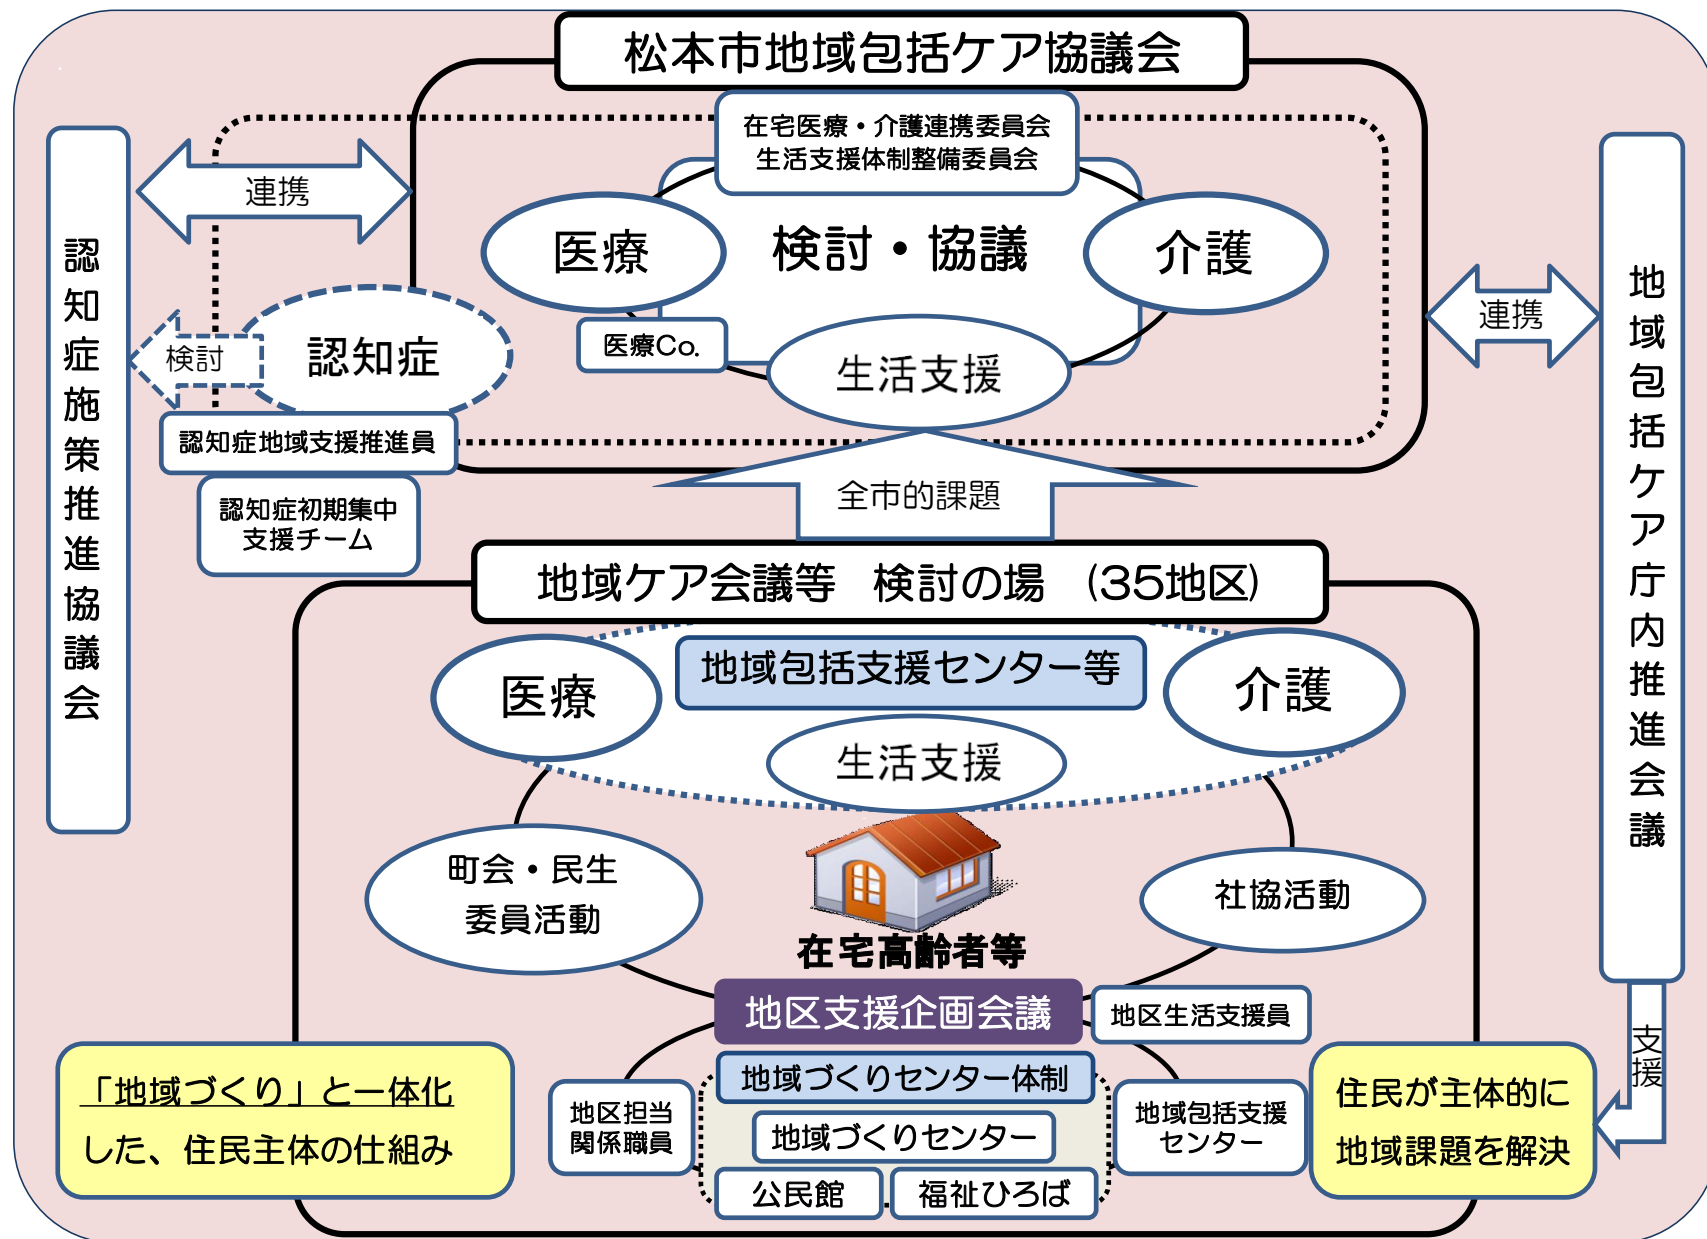 松本市地域包括ケア協議会
在宅医療・介護連携委員会
生活支援体制整備委員会
連携
医療
検討・協議
介護
認知症施策推進協議会
地域包括ケア庁内推進会議
連携
検討
認知症
医療Co.
生活支援
認知症地域支援推進員
認知症初期集中
支援チーム
全市的課題
地域ケア会議等　検討の場　(35地区)
医療
地域包括支援センター等
介護
生活支援
町会・民生
委員活動
社協活動
在宅高齢者等
地区支援企画会議
地区生活支援員
支援
「地域づくり」と一体化
した、住民主体の仕組み
地区担当
関係職員
地域づくりセンター体制
地域づくりセンター
公民館
福祉ひろば
地域包括支援
センター
住民が主体的に
地域課題を解決